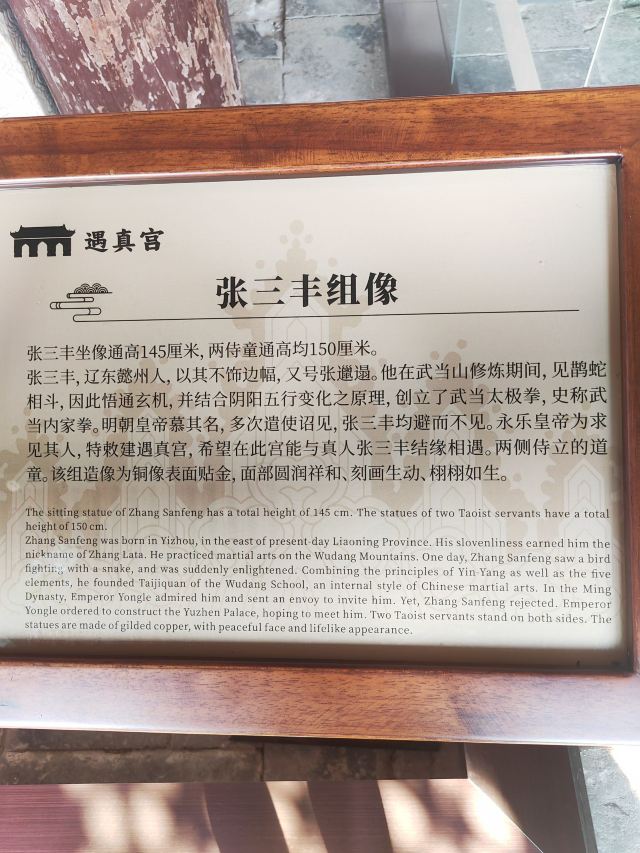 遇真宫
张三丰组像
张三丰坐像通高145厘米，两侍童通高均150厘米。
张三丰，辽东懿州人，以其不饰边幅，又号张邋遢。他在武当山修炼期间，见鹊蛇
相斗，因此悟通玄机，并结合阴阳五行变化之原理，创立了武当太极拳，史称武
当内家拳。明朝皇帝慕其名，多次遣使诏见，张三丰均避而不见。永乐皇帝为求
见其人，特敕建遇真宫，希望在此宫能与真人张三丰结缘相遇。两侧侍立的道
童。该组造像为铜像表面贴金，面部圆润祥和、刻画生动、栩栩如生。
The sitting statue of Zhang Sanfeng has a total height of 145 cm. The statues of two Taoist servants have a total
height of 150 cm.
Zhang Sanfeng was born in Yizhou, in the east of present-day Liaoning Province. His slovenliness earned him the
nickname of Zhang Lata. He practiced martial arts on the Wudang Mountains. One day, Zhang Sanfeng saw a bird
fighting with a snake, and was suddenly enlightened. Combining the principles of Yin-Yang as well as the five
elements, he founded Taijiquan of the Wudang School, an internal style of Chinese martial arts. In the Ming
Dynasty, Emperor Yongle admired him and sent an envoy to invite him. Yet, Zhang Sanfeng rejected. Emperor
Yongle ordered to construct the Yuzhen Palace, hoping to meet him. Two Taoist servants stand on both sides. The
statues are made of gilded copper, with peaceful face and lifelike appearance.